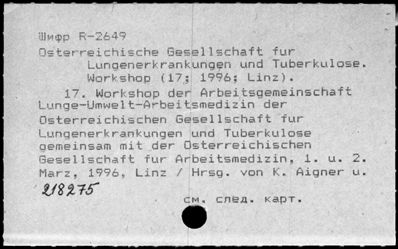 Шифр R-2649
Osterreichische Gesellschaft fur
Lungenerkrankungen und Tuberkulose.
Workshop (17; 1996; Linz).
17. Workshop der Arbeitsgemeinschaft
Lunge-Umwelt-Arbeitsmedizin der
Osterreichischen Gesellschaft fur
Lungenerkrankungen und Tuberkulose
gemeinsam mit der Osterreichischen
Gesellschaft fur Arbeitsmedizin, 1. u. 2.
Marz, 1996, Linz / Hrsg. von K. Aigner u.
218275
см. след. карт.